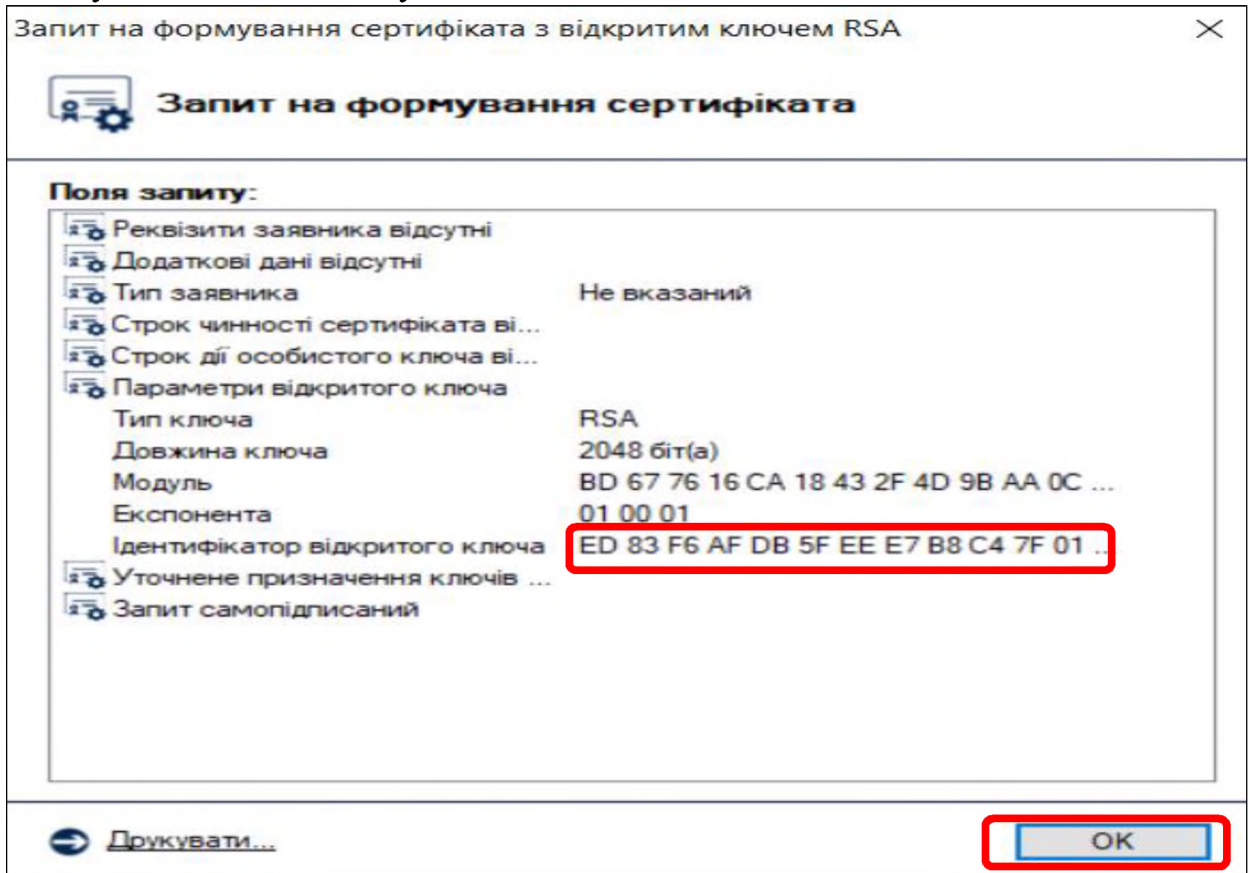 Запит на формування сертифіката з відкритим ключем RSA
Запит на формування сертифіката
Поля запиту:
Реквізити заявника відсутні
Додаткові дані відсутні
Тип заявника Не вказаний
Строк чинності сертифіката ві...
Строк дії особистого ключа ві...
Параметри відкритого ключа
Тип ключа RSA
Довжина ключа 2048 біт(а)
Модуль BD 67 76 16 CA 18 43 2F 4D 9B AA 0C ...
Експонента 01 00 01
Ідентифікатор відкритого ключа ED 83 F6 AF DB 5F EE E7 B8 C4 7F 01 ...
Уточнене призначення ключів ...
Запит самопідписаний
Друкувати...
OK